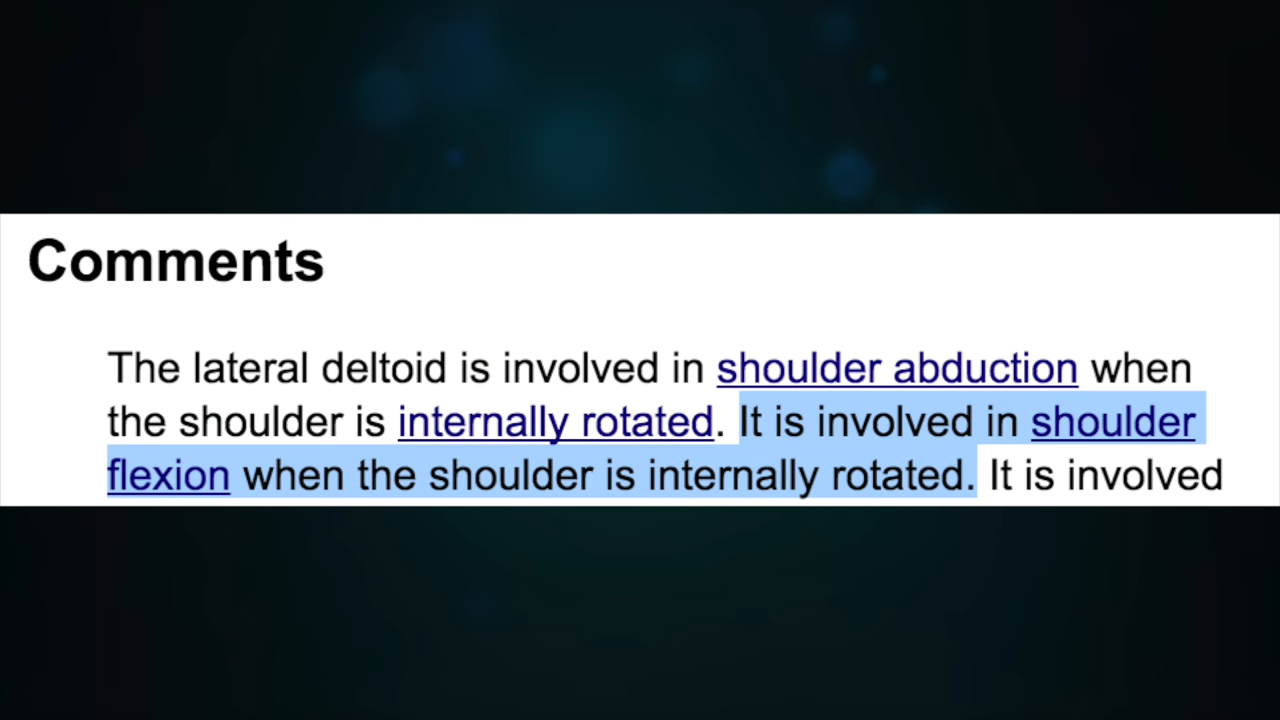 Comments
The lateral deltoid is involved in shoulder abduction when
the shoulder is internally rotated. It is involved in shoulder
flexion when the shoulder is internally rotated. It is involved